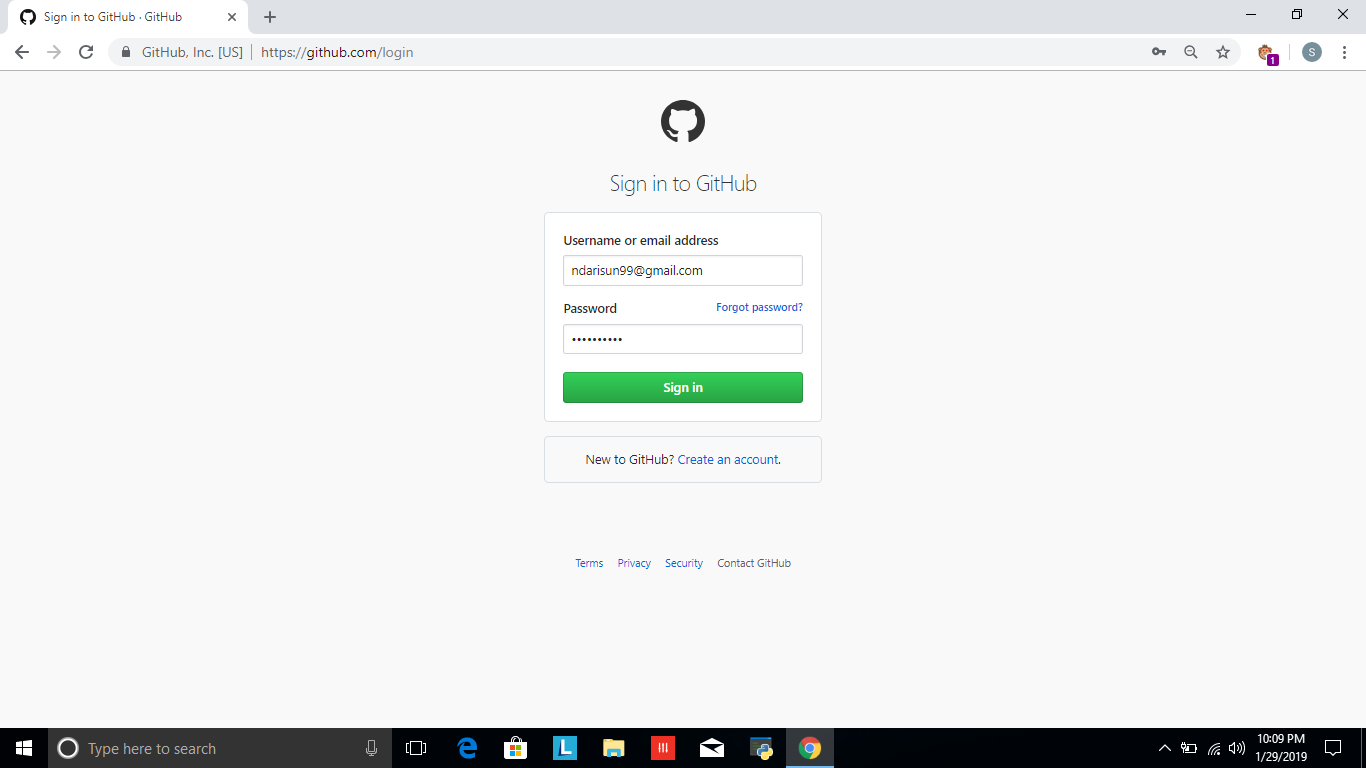 Sign in to GitHub · GitHub
GitHub, Inc. [US] https://github.com/login
1
S
Sign in to GitHub
Username or email address
ndarisun99@gmail.com
Password Forgot password?
••••••••••
Sign in
New to GitHub? Create an account.
Terms Privacy Security Contact GitHub
Type here to search
L
10:09 PM
1/29/2019